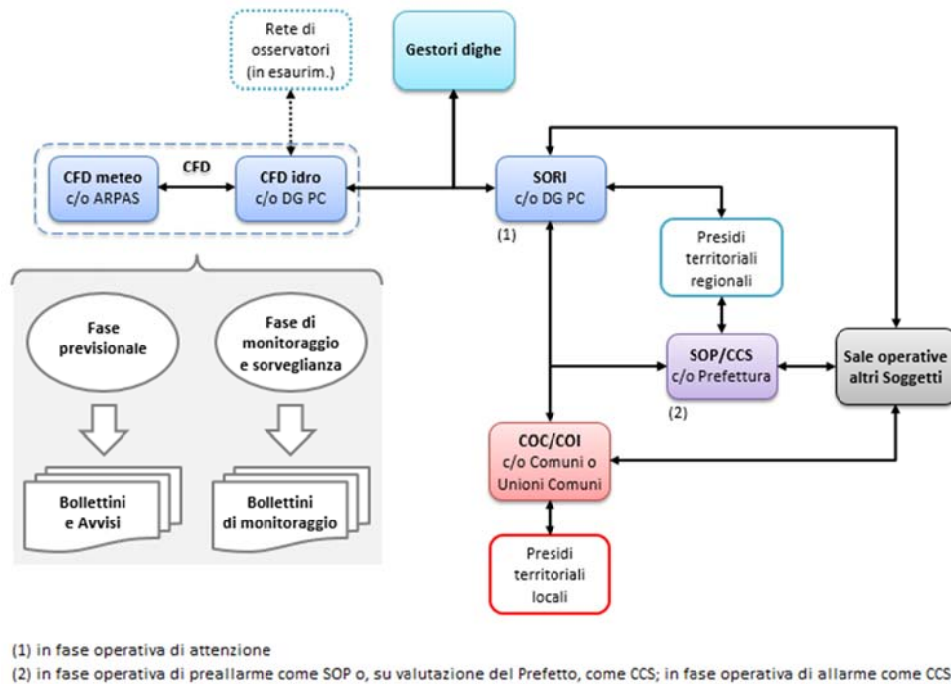 Rete di
osservatori
(in esaurim.)
Gestori dighe
CFD meteo
c/o ARPAS
CFD
CFD idro
c/o DG PC
SORI
c/o DG PC
(1)
Presidi
territoriali
regionali
Fase
previsionale
Fase di
monitoraggio
e sorveglianza
SOP/CCS
c/o Prefettura
(2)
Sale operative
altri Soggetti
COC/COI
c/o Comuni o
Unioni Comuni
Bollettini
e Avvisi
Bollettini
di monitoraggio
Presidi
territoriali
locali
(1) in fase operativa di attenzione
(2) in fase operativa di preallarme come SOP o, su valutazione del Prefetto, come CCS; in fase operativa di allarme come CCS